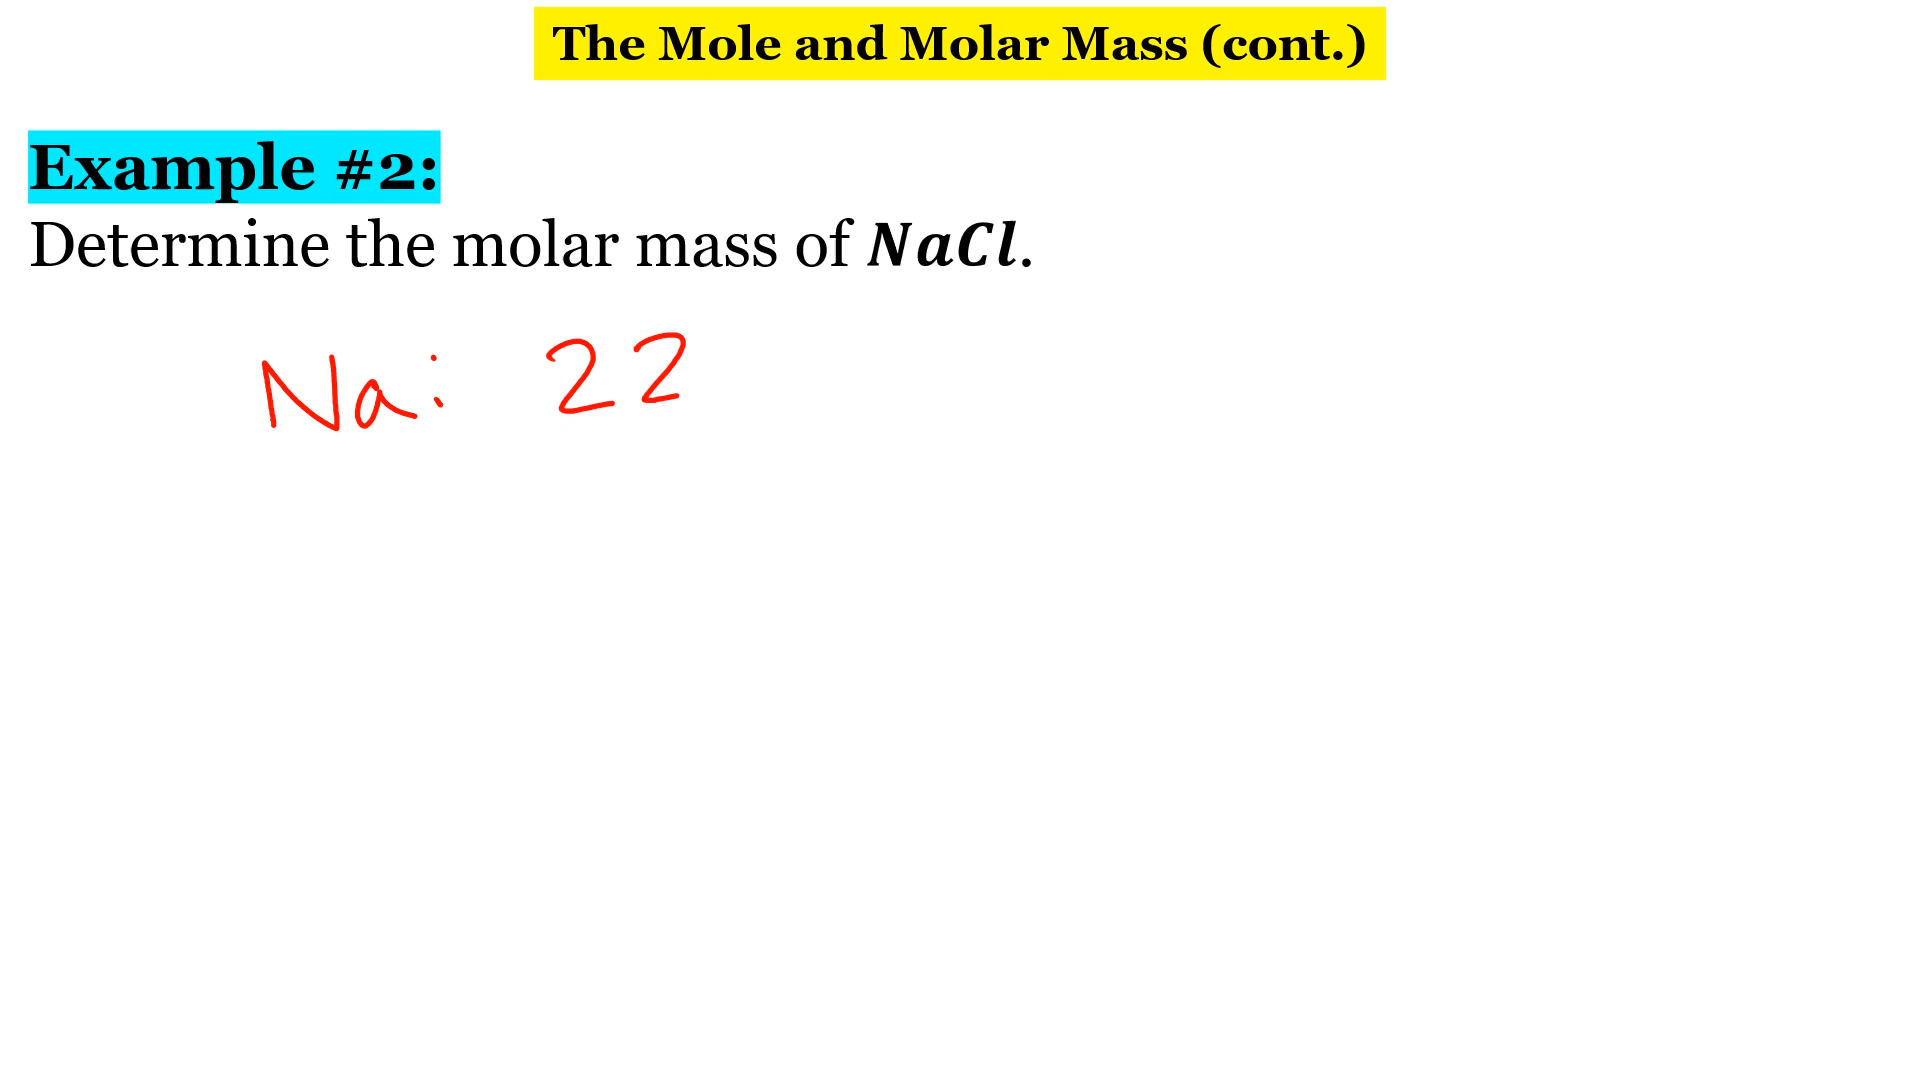 The Mole and Molar Mass (cont.)
Example #2:
Determine the molar mass of NaCl.
Na: 22